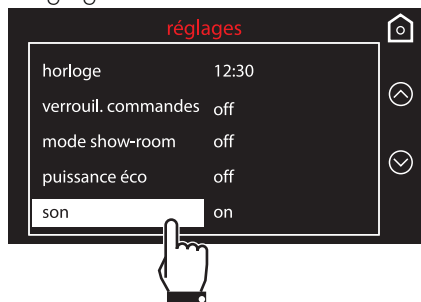 réglages
horloge 12:30
verrouil. commandes off
mode show-room off
puissance éco off
son on